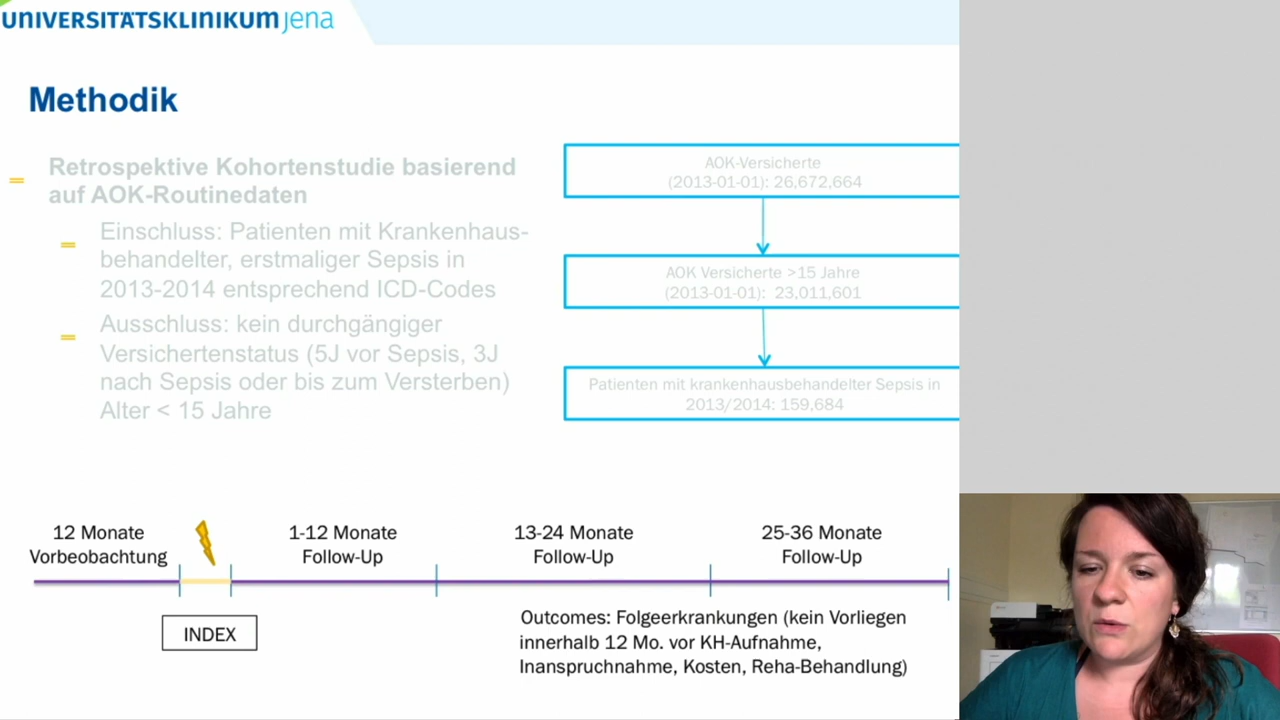 UNIVERSITÄTSKLINIKUM jena
Methodik
Retrospektive Kohortenstudie basierend
auf AOK-Routinedaten
Einschluss: Patienten mit Krankenhaus-
behandelter, erstmaliger Sepsis in
2013-2014 entsprechend ICD-Codes
Ausschluss: kein durchgängiger
Versichertenstatus (5J vor Sepsis, 3J
nach Sepsis oder bis zum Versterben)
Alter < 15 Jahre
AOK-Versicherte
(2013-01-01): 26,672,664
AOK Versicherte >15 Jahre
(2013-01-01): 23,011,601
Patienten mit krankenhausbehandelter Sepsis in
2013/2014: 159,684
12 Monate
Vorbeobachtung
1-12 Monate
Follow-Up
13-24 Monate
Follow-Up
25-36 Monate
Follow-Up
INDEX
Outcomes: Folgeerkrankungen (kein Vorliegen
innerhalb 12 Mo. vor KH-Aufnahme,
Inanspruchnahme, Kosten, Reha-Behandlung)